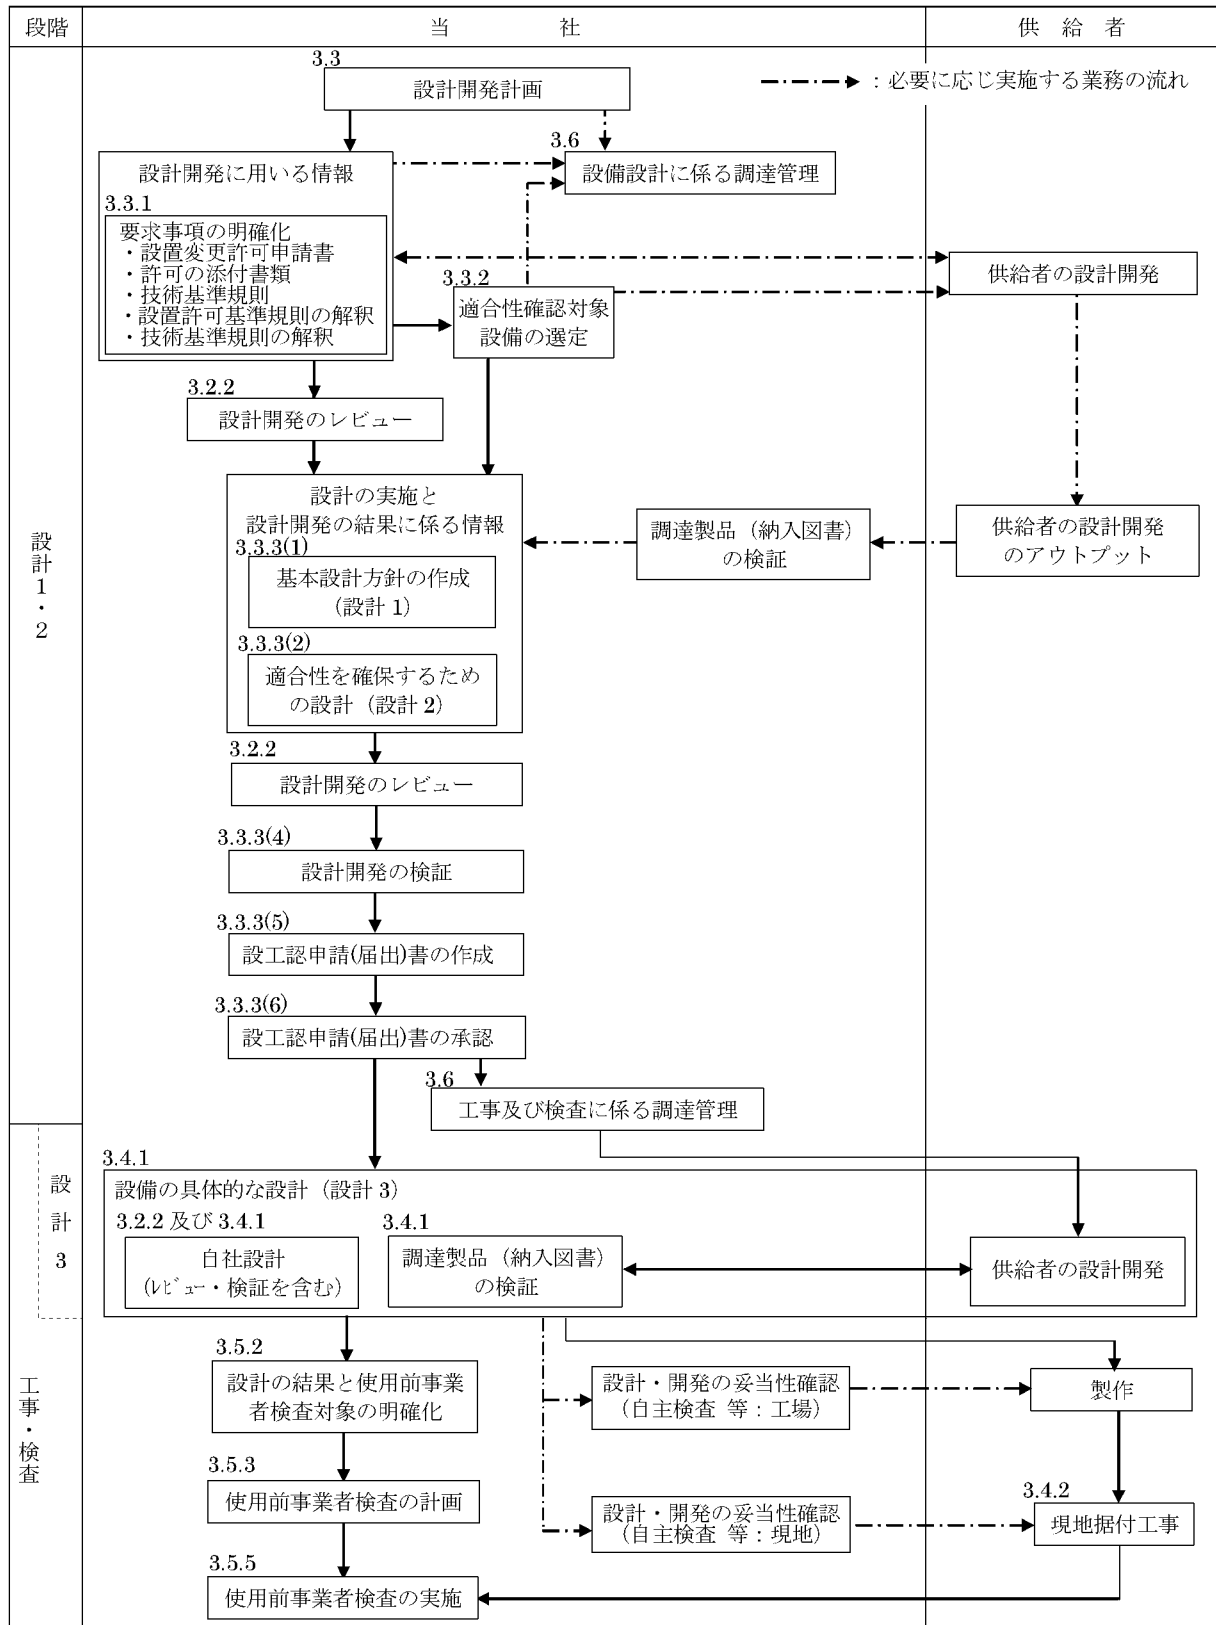 段階
当 社
供 給 者
3.3
設計開発計画
：必要に応じ実施する業務の流れ
3.6
設備設計に係る調達管理
設計開発に用いる情報
3.3.1
要求事項の明確化
・設置変更許可申請書
・許可の添付書類
・技術基準規則
・設置許可基準規則の解釈
・技術基準規則の解釈
3.3.2
適合性確認対象
設備の選定
供給者の設計開発
3.2.2
設計開発のレビュー
設計の実施と
設計開発の結果に係る情報
3.3.3(1)
基本設計方針の作成
(設計 1)
3.3.3(2)
適合性を確保するため
の設計（設計 2）
調達製品（納入図書）
の検証
供給者の設計開発
のアウトプット
設計１・２
3.2.2
設計開発のレビュー
3.3.3(4)
設計開発の検証
3.3.3(5)
設工認申請(届出)書の作成
3.3.3(6)
設工認申請(届出)書の承認
3.6
工事及び検査に係る調達管理
設計 3
3.4.1
設備の具体的な設計（設計 3）
3.2.2 及び 3.4.1
自社設計
(ﾚﾋﾞｭｰ・検証を含む)
3.4.1
調達製品（納入図書）
の検証
供給者の設計開発
工事・検査
3.5.2
設計の結果と使用前事業
者検査対象の明確化
設計・開発の妥当性確認
（自主検査 等：工場）
製作
3.5.3
使用前事業者検査の計画
設計・開発の妥当性確認
（自主検査 等：現地）
3.4.2
現地据付工事
3.5.5
使用前事業者検査の実施